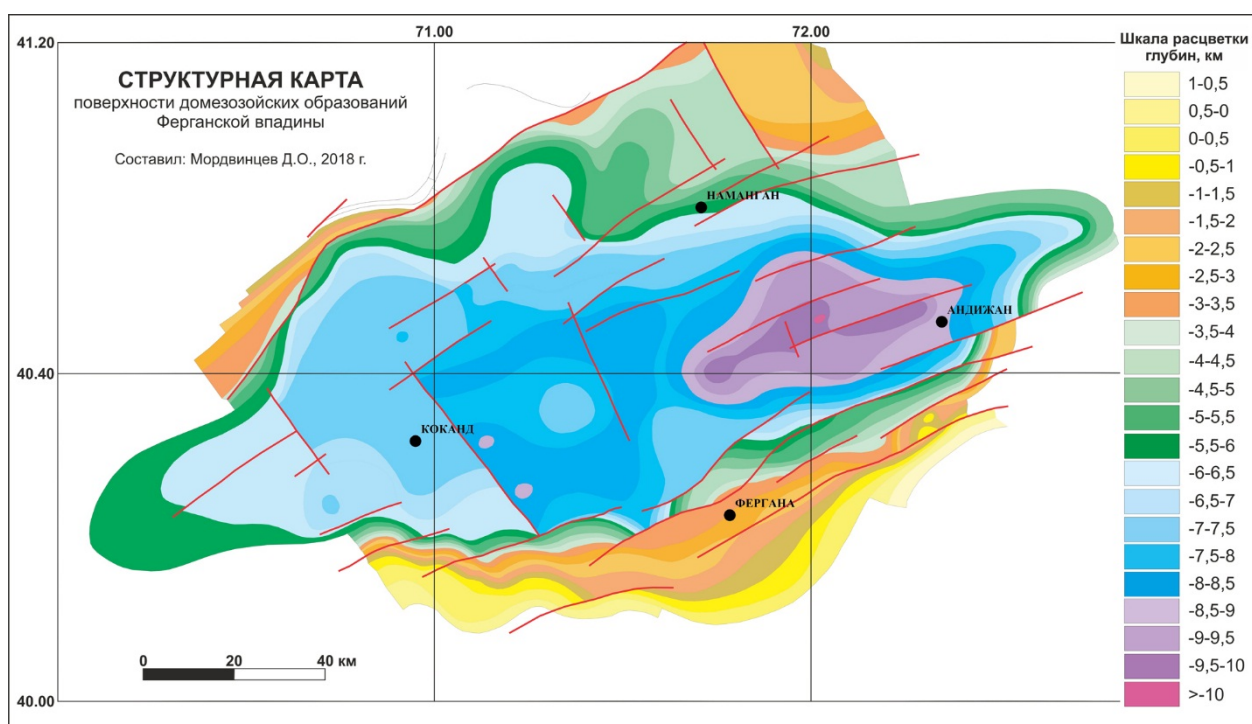 71.00
72.00
41.20
СТРУКТУРНАЯ КАРТА
поверхности домезозойских образований
Ферганской впадины
Составил: Мордвинцев Д.О., 2018 г.
Шкала расцветки
глубин, км
1-0,5
0,5-0
0-0,5
-0,5-1
-1-1,5
-1,5-2
-2-2,5
-2,5-3
-3-3,5
-3,5-4
-4-4,5
-4,5-5
-5-5,5
-5,5-6
-6-6,5
-6,5-7
-7-7,5
-7,5-8
-8-8,5
-8,5-9
-9-9,5
-9,5-10
>-10
НАМАНГАН
АНДИЖАН
40.40
КОКАНД
ФЕРГАНА
0 20 40 км
40.00